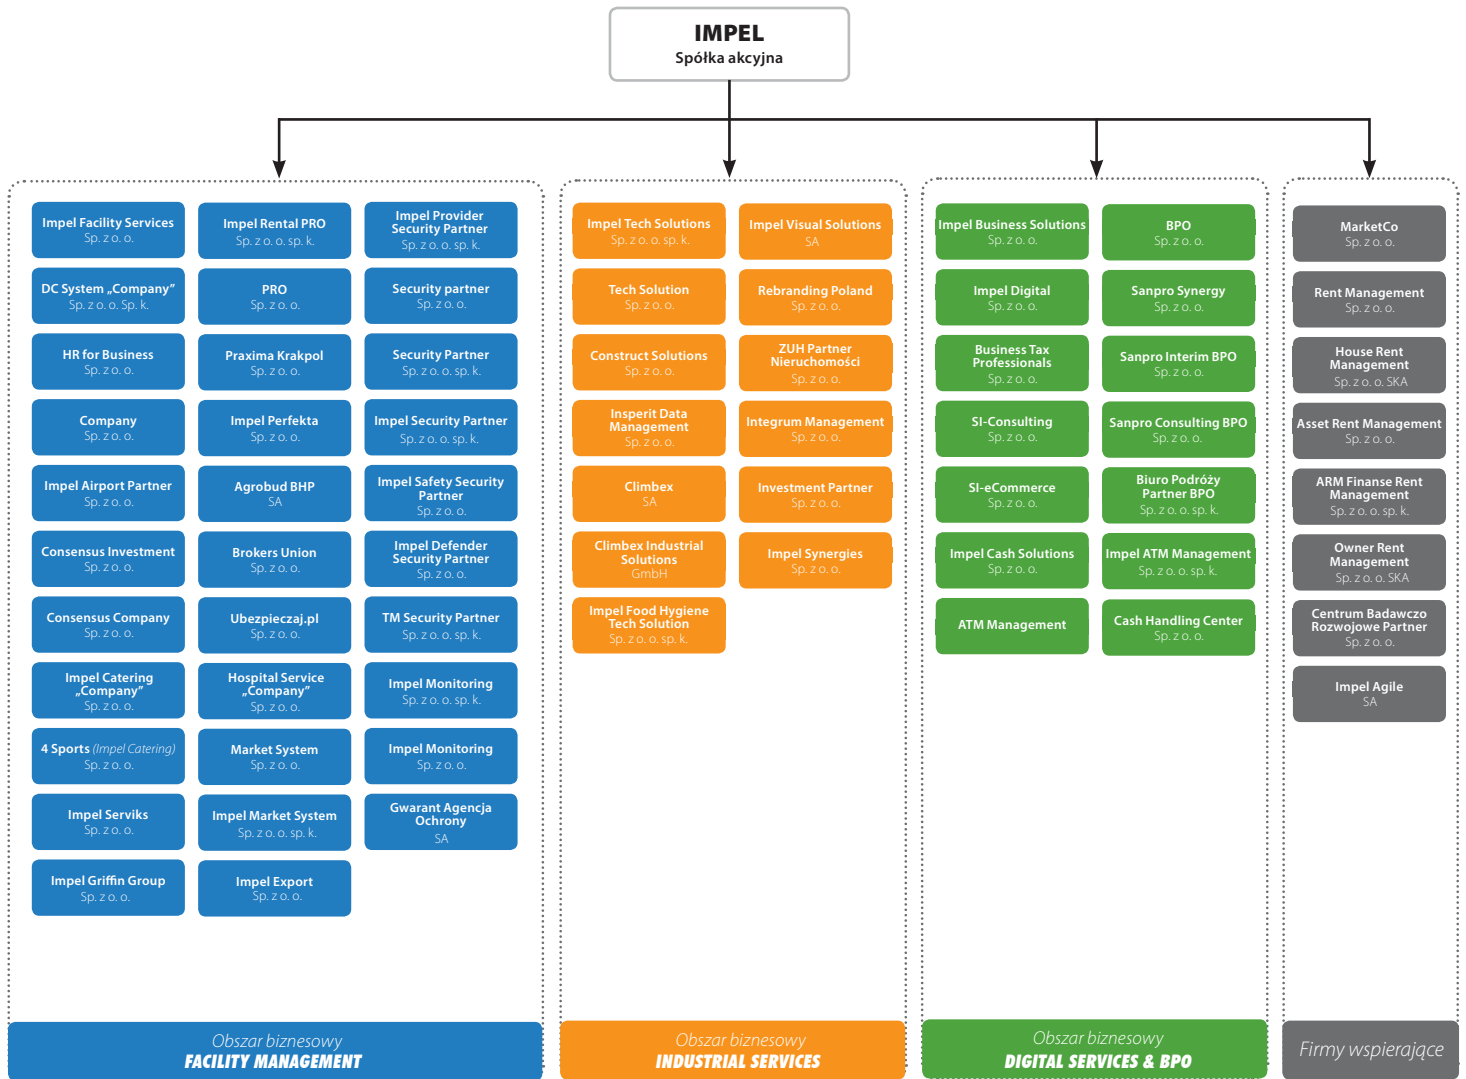 IMPEL
Spółka akcyjna
Impel Facility Services
Sp. z o. o.
DC System „Company”
Sp. z o. o. Sp. k.
HR for Business
Sp. z o. o.
Company
Sp. z o. o.
Impel Airport Partner
Sp. z o. o.
Consensus Investment
Sp. z o. o.
Consensus Company
Sp. z o. o.
Impel Catering
„Company”
Sp. z o. o.
4 Sports (Impel Catering)
Sp. z o. o.
Impel Serviks
Sp. z o. o.
Impel Griffin Group
Sp. z o. o.
Impel Rental PRO
Sp. z o. o. sp. k.
PRO
Sp. z o. o.
Praxima Krakpol
Sp. z o. o.
Impel Perfekta
Sp. z o. o.
Agrobud BHP
SA
Brokers Union
Sp. z o. o.
Ubezpieczaj.pl
Sp. z o. o.
Hospital Service
„Company”
Sp. z o. o.
Market System
Sp. z o. o.
Impel Market System
Sp. z o. o. sp. k.
Impel Export
Sp. z o. o.
Impel Provider
Security Partner
Sp. z o. o. sp. k.
Security partner
Sp. z o. o.
Security Partner
Sp. z o. o. sp. k.
Impel Security Partner
Sp. z o. o. sp. k.
Impel Safety Security
Partner
Sp. z o. o.
Impel Defender
Security Partner
Sp. z o. o.
TM Security Partner
Sp. z o. o. sp. k.
Impel Monitoring
Sp. z o. o. sp. k.
Impel Monitoring
Sp. z o. o.
Gwarant Agencja
Ochrony
SA
Obszar biznesowy
FACILITY MANAGEMENT
Impel Tech Solutions
Sp. z o. o. sp. k.
Tech Solution
Sp. z o. o.
Construct Solutions
Sp. z o. o.
Insperit Data
Management
Sp. z o. o.
Climbex
SA
Climbex Industrial
Solutions
GmbH
Impel Food Hygiene
Tech Solution
Sp. z o. o. sp. k.
Impel Visual Solutions
SA
Rebranding Poland
Sp. z o. o.
ZUH Partner
Nieruchomości
Sp. z o. o.
Integrum Management
Sp. z o. o.
Investment Partner
Sp. z o. o.
Impel Synergies
Sp. z o. o.
Obszar biznesowy
INDUSTRIAL SERVICES
Impel Business Solutions
Sp. z o. o.
Impel Digital
Sp. z o. o.
Business Tax
Professionals
Sp. z o. o.
SI-Consulting
Sp. z o. o.
SI-eCommerce
Sp. z o. o.
Impel Cash Solutions
Sp. z o. o.
ATM Management
BPO
Sp. z o. o.
Sanpro Synergy
Sp. z o. o.
Sanpro Interim BPO
Sp. z o. o.
Sanpro Consulting BPO
Sp. z o. o.
Biuro Podróży
Partner BPO
Sp. z o. o. sp. k.
Impel ATM Management
Sp. z o. o. sp. k.
Cash Handling Center
Sp. z o. o.
Obszar biznesowy
DIGITAL SERVICES & BPO
MarketCo
Sp. z o. o.
Rent Management
Sp. z o. o.
House Rent
Management
Sp. z o. o. SKA
Asset Rent Management
Sp. z o. o.
ARM Finanse Rent
Management
Sp. z o. o. sp. k.
Owner Rent
Management
Sp. z o. o. SKA
Centrum Badawczo
Rozwojowe Partner
Sp. z o. o.
Impel Agile
SA
Firmy wspierające